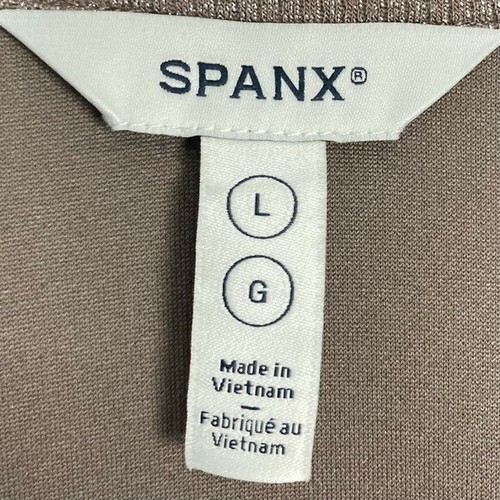 SPANX®
L
G
Made in
Vietnam
—
Fabriqué au
Vietnam